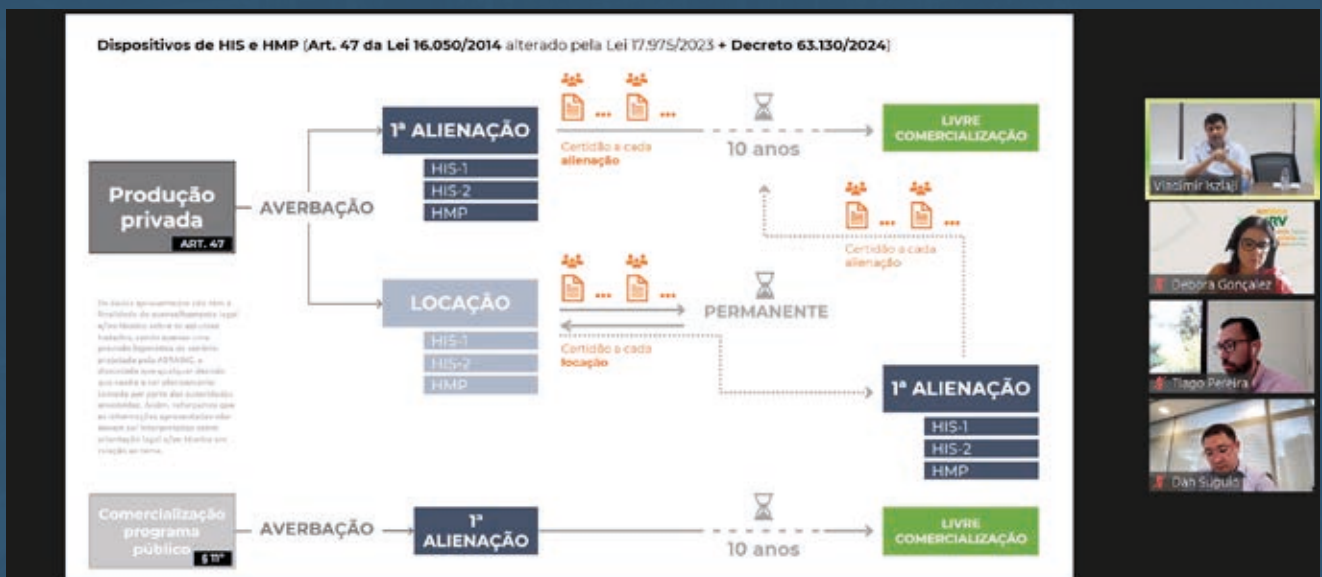 Dispositivos de HIS e HMP (Art. 47 da Lei 16.050/2014 alterado pela Lei 17.975/2023 + Decreto 63.130/2024)
Produção
privada
ART. 47
AVERBAÇÃO
1ª ALIENAÇÃO
HIS-1
HIS-2
HMP
... ...
Certidão a cada
alienação
10 anos
LIVRE
COMERCIALIZAÇÃO
LOCAÇÃO
HIS-1
HIS-2
HMP
... ...
Certidão a cada
locação
PERMANENTE
... ...
Certidão a cada
alienação
1ª ALIENAÇÃO
HIS-1
HIS-2
HMP
Comercialização
programa
público
§ 11º
AVERBAÇÃO
1ª
ALIENAÇÃO
10 anos
LIVRE
COMERCIALIZAÇÃO
Vladimir Iszlaji
Debora Gonçalez
Tiago Pereira
Dan Suguio